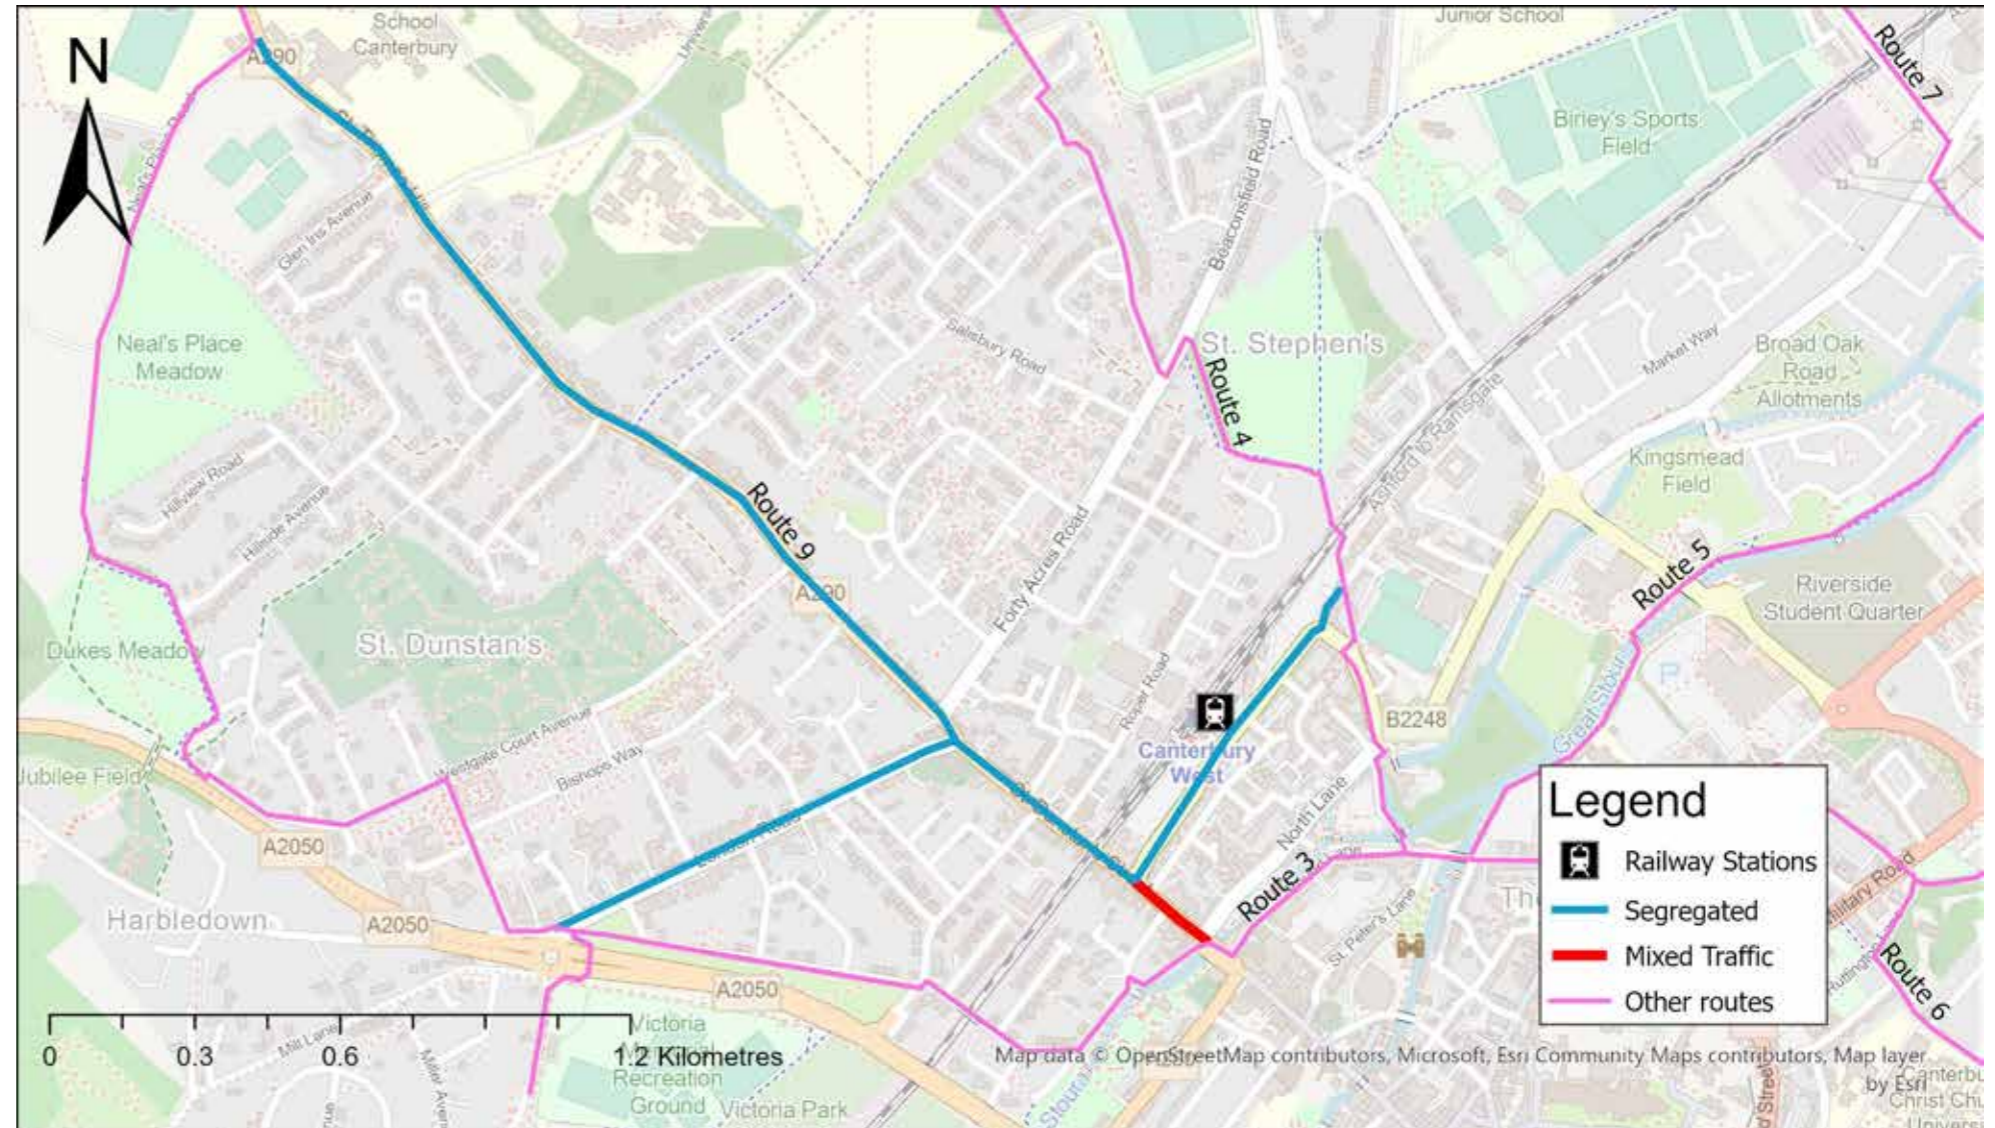 School
Canterbury
Junior School
N
A290
Route 7
Birley's Sports
Field
Beaconsfield Road
Glen Iris Avenue
Neal's Place
Meadow
Salisbury Road
St. Stephen's
Route 4
Market Way
Broad Oak
Road
Allotments
Ashford to Ramsgate
Kingsmead
Field
Hillview Road
Hillside Avenue
Route 9
Forty Acres Road
A290
Route 5
Riverside
Student Quarter
St. Dunstan's
Dukes Meadow
Roper Road
P
Great Stour
B2248
Westgate Court Avenue
Bishops Way
Canterbury
West
Jubilee Field
North Lane
London Road
A2050
Route 3
Lane
St. Peter's Lane
Harbledown
A2050
A2050
Military Road
Route 6
Legend
Railway Stations
Segregated
Mixed Traffic
Other routes
Mill Lane
Victoria
Memorial
Recreation
Ground
Victoria Park
0
0.3
0.6
1.2 Kilometres
Map data © OpenStreetMap contributors, Microsoft, Esri Community Maps contributors, Map layer
by Esri
Stour